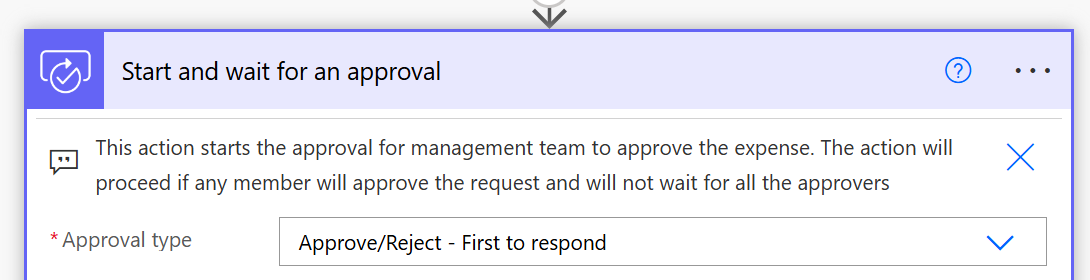 Start and wait for an approval
This action starts the approval for management team to approve the expense. The action will
proceed if any member will approve the request and will not wait for all the approvers
* Approval type
Approve/Reject - First to respond